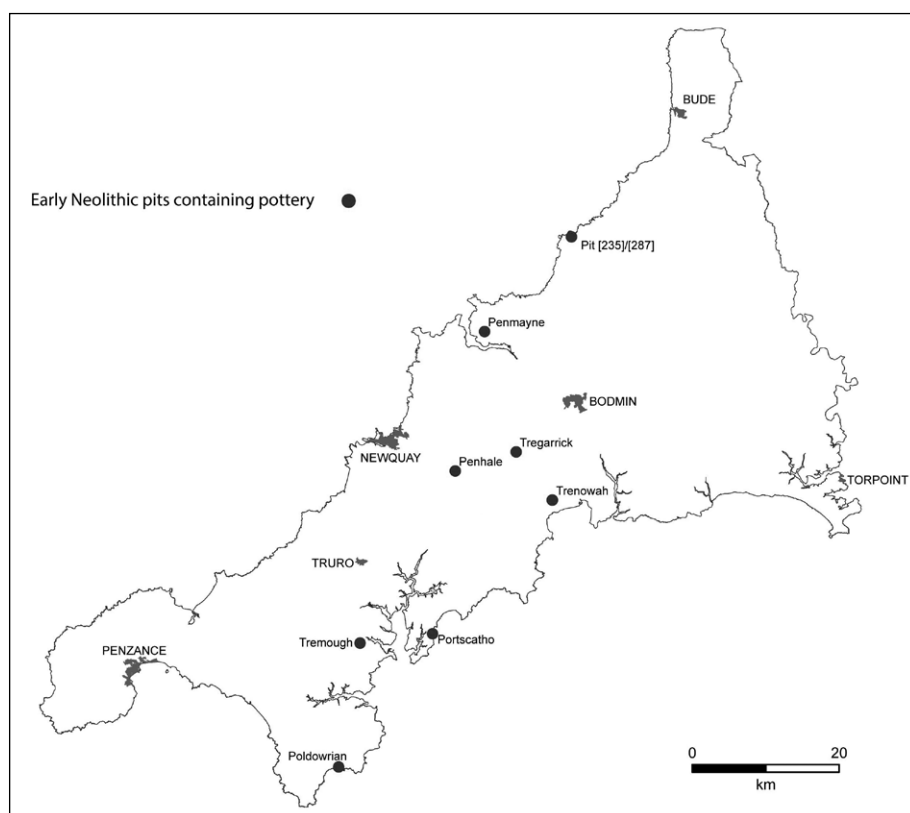 BUDE
Early Neolithic pits containing pottery
Pit [235]/[287]
Penmayne
BODMIN
Tregarrick
NEWQUAY
Penhale
TORPOINT
Trenowah
TRURO
Portscatho
Tremough
PENZANCE
Poldowrian
0 20
km